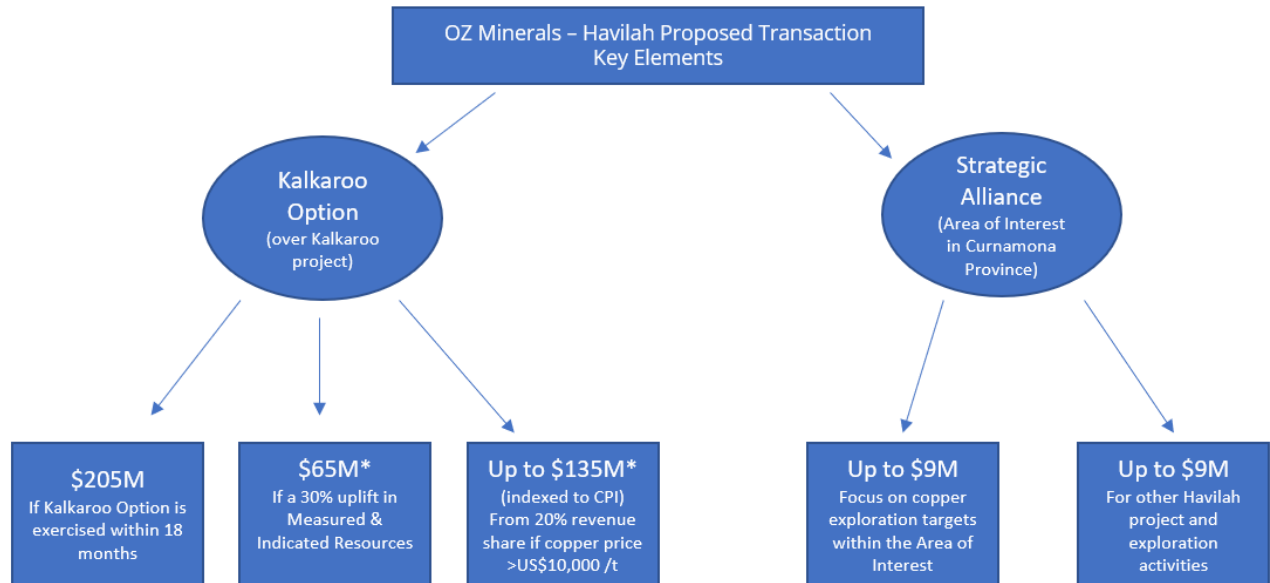 OZ Minerals – Havilah Proposed Transaction
Key Elements
Kalkaroo
Option
(over Kalkaroo
project)
Strategic
Alliance
(Area of Interest
in Curnamona
Province)
$205M
If Kalkaroo Option is
exercised within 18
months
$65M*
If a 30% uplift in
Measured &
Indicated Resources
Up to $135M*
(indexed to CPI)
From 20% revenue
share if copper price
>US$10,000 /t
Up to $9M
Focus on copper
exploration targets
within the Area of
Interest
Up to $9M
For other Havilah
project and
exploration
activities